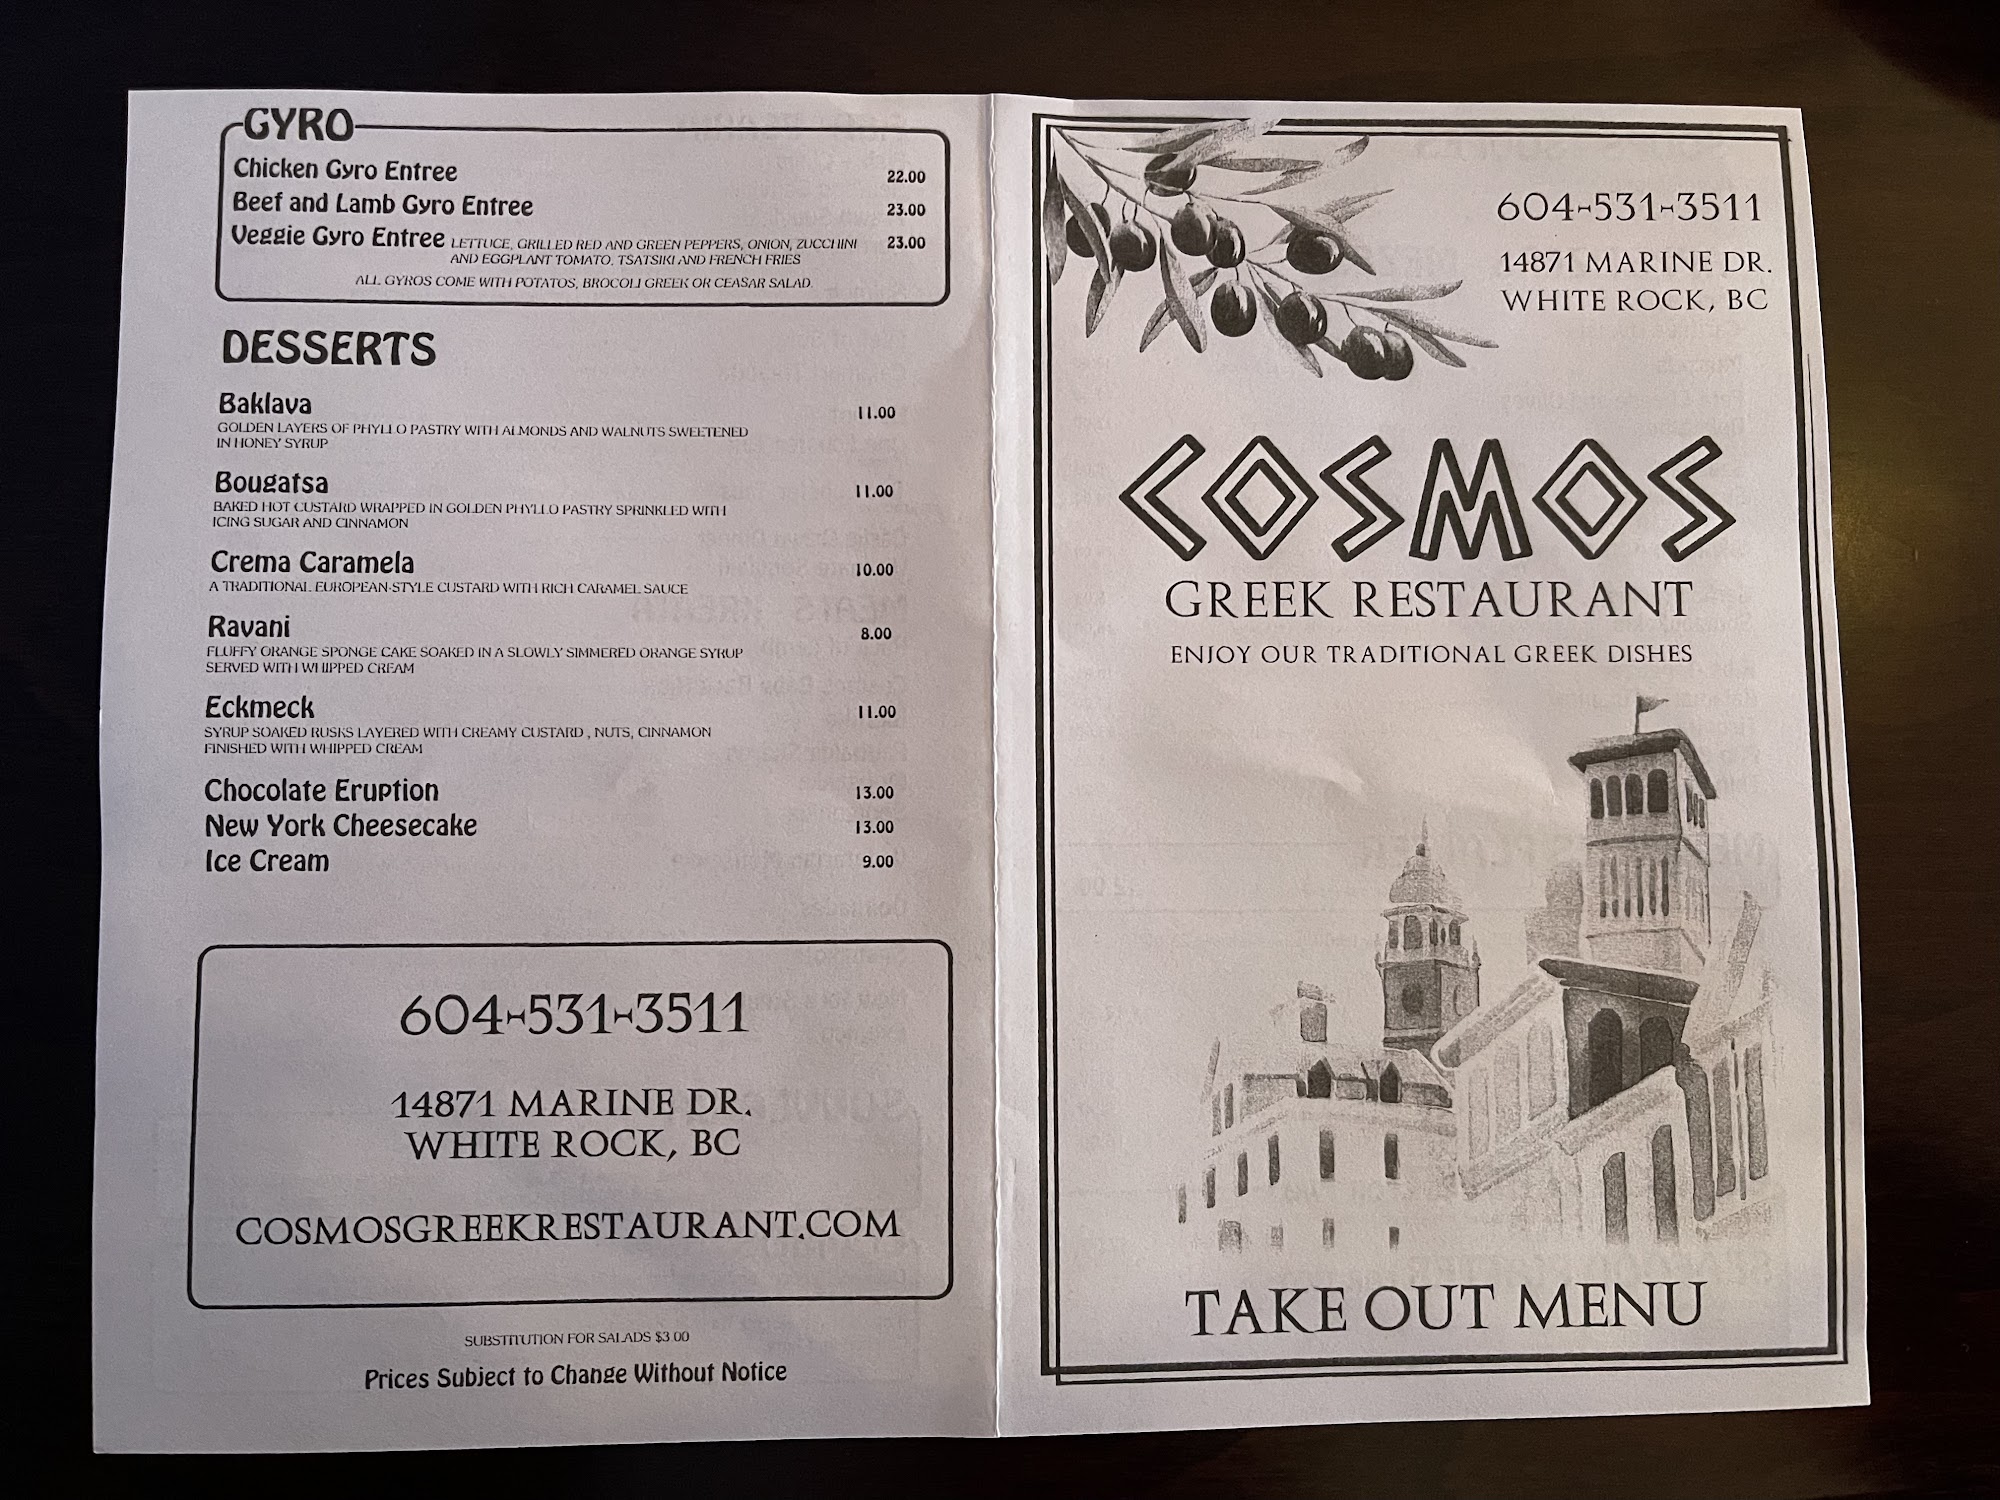 GYRO
Chicken Gyro Entree 22.00
Beef and Lamb Gyro Entree 23.00
Veggie Gyro Entree LETTUCE, GRILLED RED AND GREEN PEPPERS, ONION, ZUCCHINI 23.00
AND EGGPLANT TOMATO, TSATSIKI AND FRENCH FRIES
ALL GYROS COME WITH POTATOS, BROCOLI GREEK OR CEASAR SALAD.
DESSERTS
Baklava 11.00
GOLDEN LAYERS OF PHYLLO PASTRY WITH ALMONDS AND WALNUTS SWEETENED
IN HONEY SYRUP
Bougatsa 11.00
BAKED HOT CUSTARD WRAPPED IN GOLDEN PHYLLO PASTRY SPRINKLED WITH
ICING SUGAR AND CINNAMON
Crema Caramela 10.00
A TRADITIONAL EUROPEAN-STYLE CUSTARD WITH RICH CARAMEL SAUCE
Ravani 8.00
FLUFFY ORANGE SPONGE CAKE SOAKED IN A SLOWLY SIMMERED ORANGE SYRUP
SERVED WITH WHIPPED CREAM
Eckmeck 11.00
SYRUP SOAKED RUSKS LAYERED WITH CREAMY CUSTARD , NUTS, CINNAMON
FINISHED WITH WHIPPED CREAM
Chocolate Eruption 13.00
New York Cheesecake 13.00
Ice Cream 9.00
604-531-3511
14871 MARINE DR.
WHITE ROCK, BC
COSMOSGREEKRESTAURANT.COM
SUBSTITUTION FOR SALADS $3.00
Prices Subject to Change Without Notice
604-531-3511
14871 MARINE DR.
WHITE ROCK, BC
COSMOS
GREEK RESTAURANT
ENJOY OUR TRADITIONAL GREEK DISHES
TAKE OUT MENU